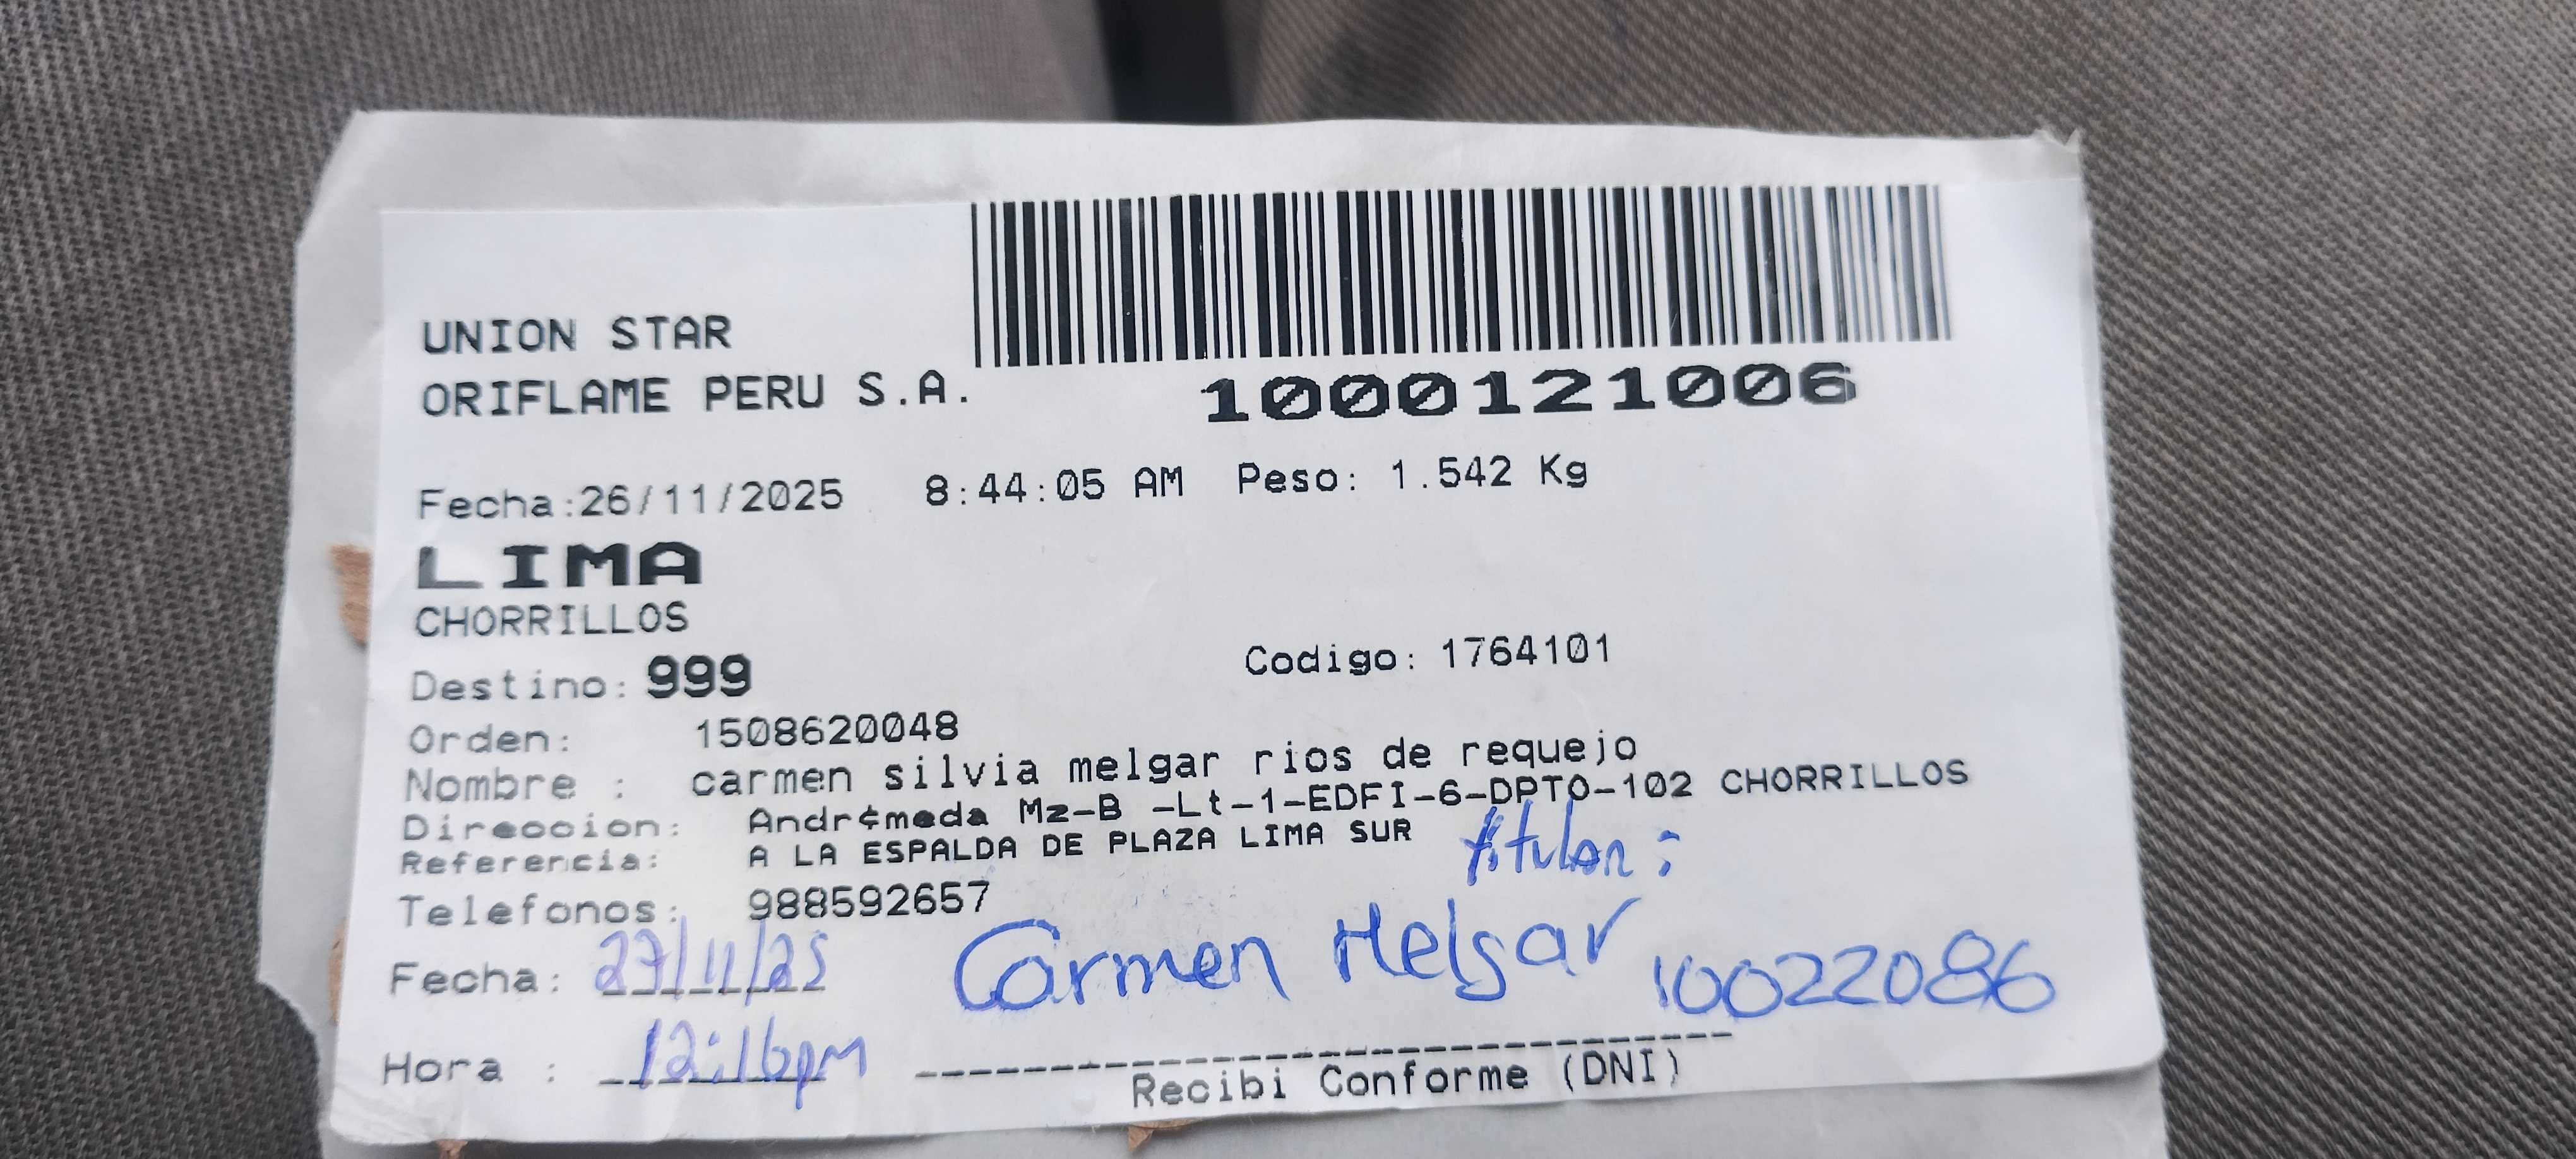 UNION STAR
ORIFLAME PERU S.A.
1000121006
Fecha:26/11/2025 8:44:05 AM Peso: 1.542 Kg
LIMA
CHORRILLOS
Destino: 999 Codigo: 1764101
Orden: 1508620048
Nombre : carmen silvia melgar rios de requejo
Direccion: Andr¢meda Mz-B -Lt-1-EDFI-6-DPTO-102 CHORRILLOS
Referencia: A LA ESPALDA DE PLAZA LIMA SUR
titular:
Telefonos: 988592657
Fecha: 27/11/25 Carmen Melgar 10022086
Hora : 12:16pm
Recibi Conforme (DNI)